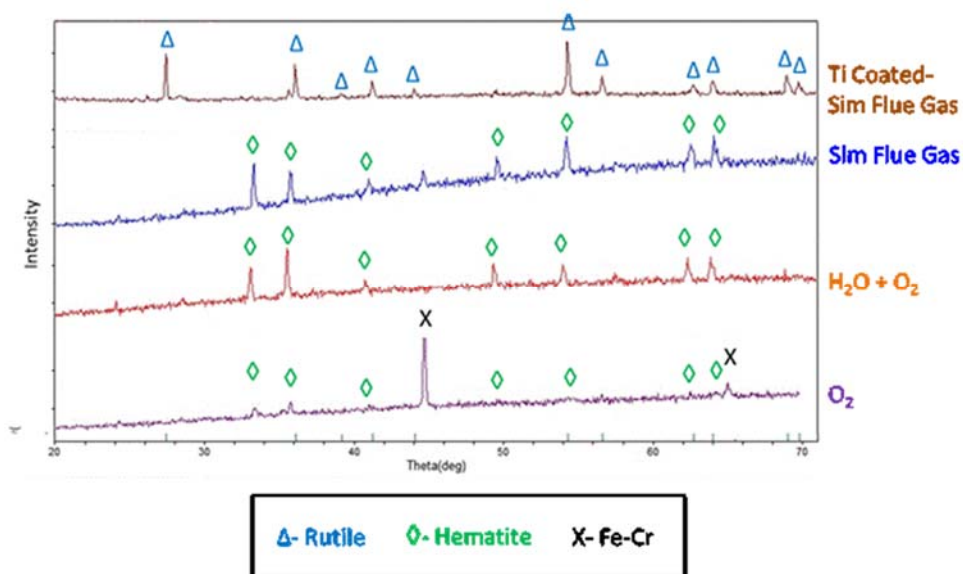 Ti Coated-
Sim Flue Gas
SIm Flue Gas
H₂O + O₂
X
X
O₂
Intensity
20 30 40 50 60 70
Theta(deg)
Δ- Rutile ◊- Hematite X- Fe-Cr